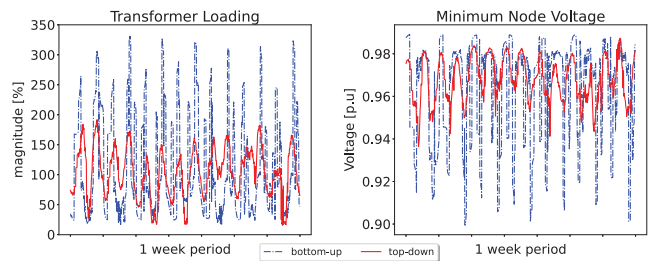 Transformer Loading
350
300
250
200
150
100
50
0
magnitude [%]
1 week period
Minimum Node Voltage
0.98
0.96
0.94
0.92
0.90
Voltage [p.u]
1 week period
bottom-up
top-down